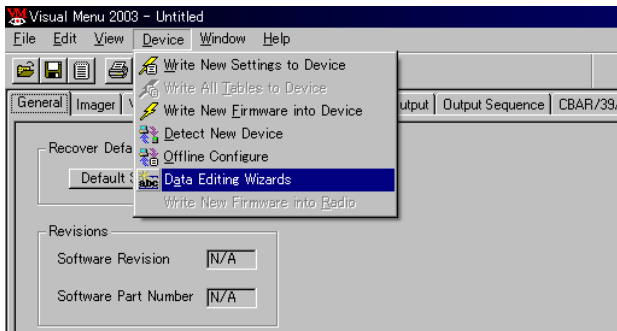 Visual Menu 2003 - Untitled
File Edit View Device Window Help
Write New Settings to Device
Write All Tables to Device
General Imager utput Output Sequence CBAR/39
Write New Firmware into Device
Detect New Device
Recover Defa
Offline Configure
Default
abc Data Editing Wizards
Write New Firmware into Radio
Revisions
Software Revision N/A
Software Part Number N/A